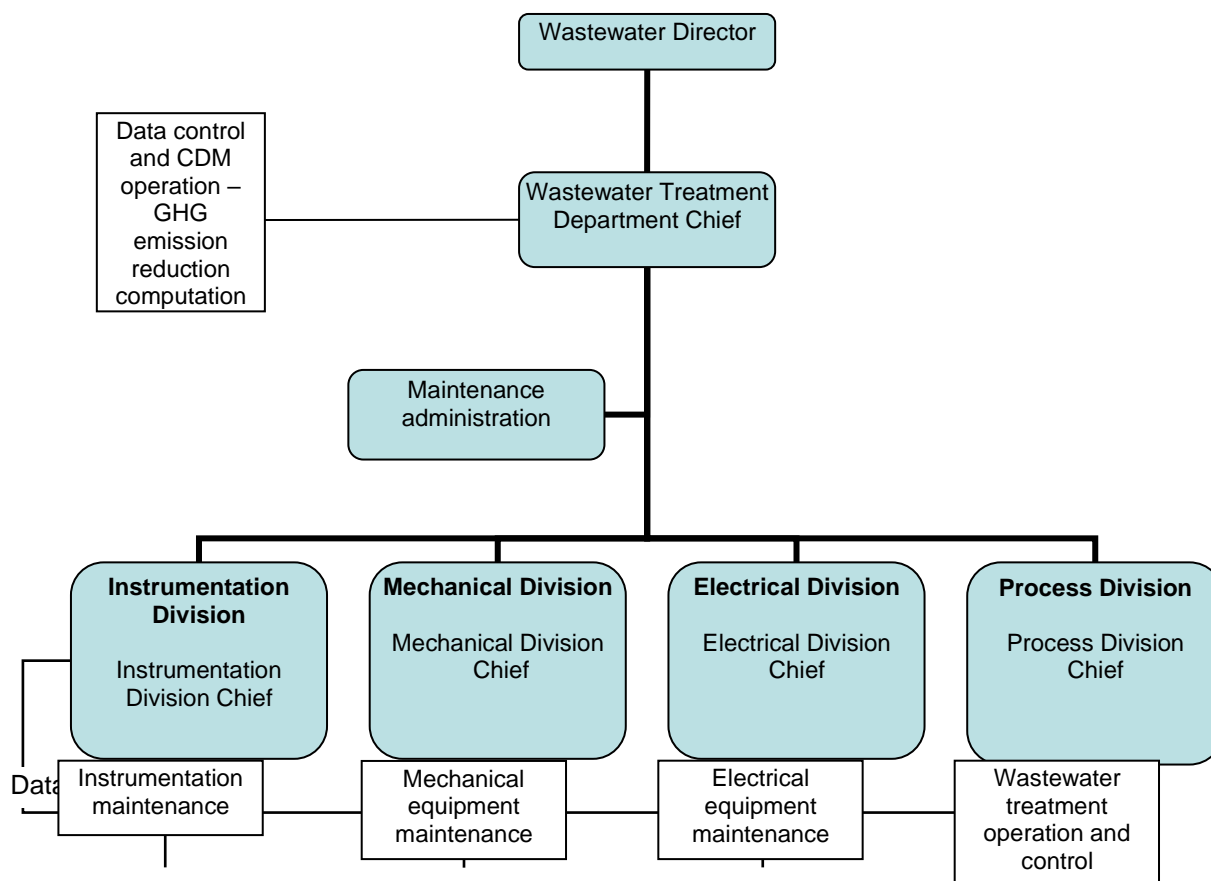 Wastewater Director
Data control
and CDM
operation –
GHG
emission
reduction
computation
Wastewater Treatment
Department Chief
Maintenance
administration
Instrumentation
Division
Instrumentation
Division Chief
Mechanical Division
Mechanical Division
Chief
Electrical Division
Electrical Division
Chief
Process Division
Process Division
Chief
Data
Instrumentation
maintenance
Mechanical
equipment
maintenance
Electrical
equipment
maintenance
Wastewater
treatment
operation and
control